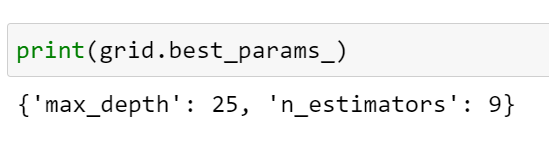 print(grid.best_params_)
{'max_depth': 25, 'n_estimators': 9}